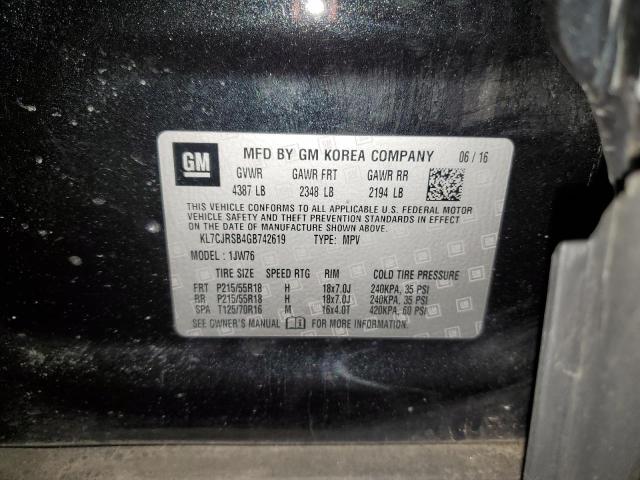 GM MFD BY GM KOREA COMPANY 06/16
GVWR GAWR FRT GAWR RR
4387 LB 2348 LB 2194 LB
THIS VEHICLE CONFORMS TO ALL APPLICABLE U.S. FEDERAL MOTOR
VEHICLE SAFETY AND THEFT PREVENTION STANDARDS IN
EFFECT ON THE DATE OF MANUFACTURE SHOWN ABOVE.
KL7CJRSB4GB742619 TYPE: MPV
MODEL: 1JW76
TIRE SIZE SPEED RTG RIM COLD TIRE PRESSURE
FRT P215/55R18 H 18x7.0J 240KPA, 35 PSI
RR P215/55R18 H 18x7.0J 240KPA, 35 PSI
SPA T125/70R16 M 16x4.0T 420KPA, 60 PSI
SEE OWNER'S MANUAL FOR MORE INFORMATION.